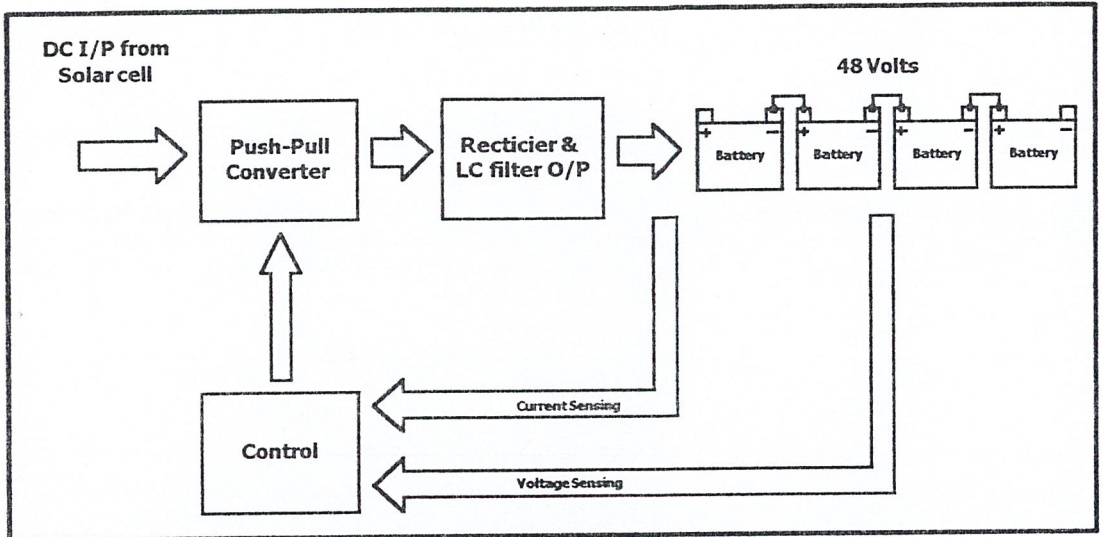 DC I/P from
Solar cell
48 Volts
Push-Pull
Converter
Recticier &
LC filter O/P
+ −
Battery
+ −
Battery
+ −
Battery
+ −
Battery
Current Sensing
Control
Voltage Sensing